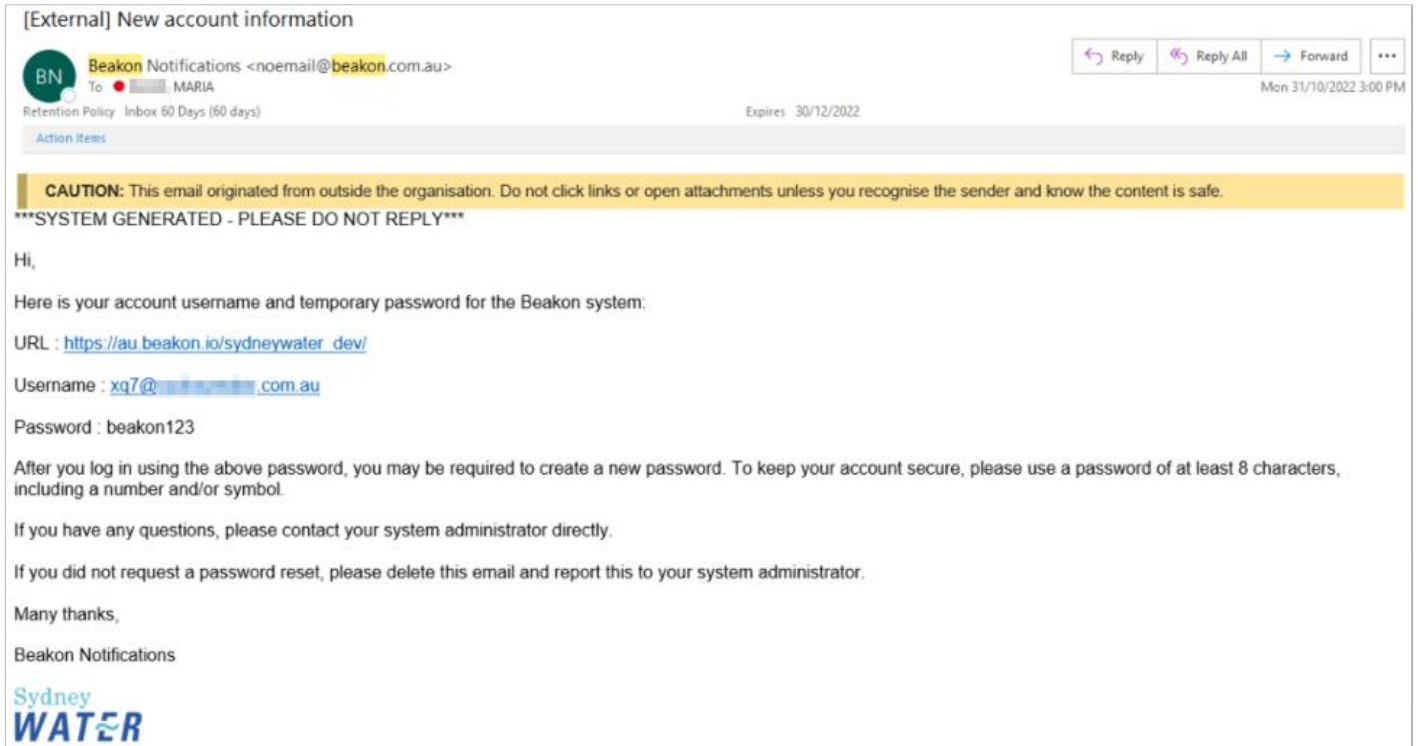 [External] New account information
Beakon Notifications <noemail@beakon.com.au>
Reply
Reply All
Forward
BN
To MARIA
Mon 31/10/2022 3:00 PM
Retention Policy Inbox 60 Days (60 days)
Expires 30/12/2022
Action Items
CAUTION: This email originated from outside the organisation. Do not click links or open attachments unless you recognise the sender and know the content is safe.
***SYSTEM GENERATED - PLEASE DO NOT REPLY***
Hi,
Here is your account username and temporary password for the Beakon system:
URL : https://au.beakon.io/sydneywater_dev/
Username : xq7@ .com.au
Password : beakon123
After you log in using the above password, you may be required to create a new password. To keep your account secure, please use a password of at least 8 characters,
including a number and/or symbol.
If you have any questions, please contact your system administrator directly.
If you did not request a password reset, please delete this email and report this to your system administrator.
Many thanks,
Beakon Notifications
Sydney
WATER